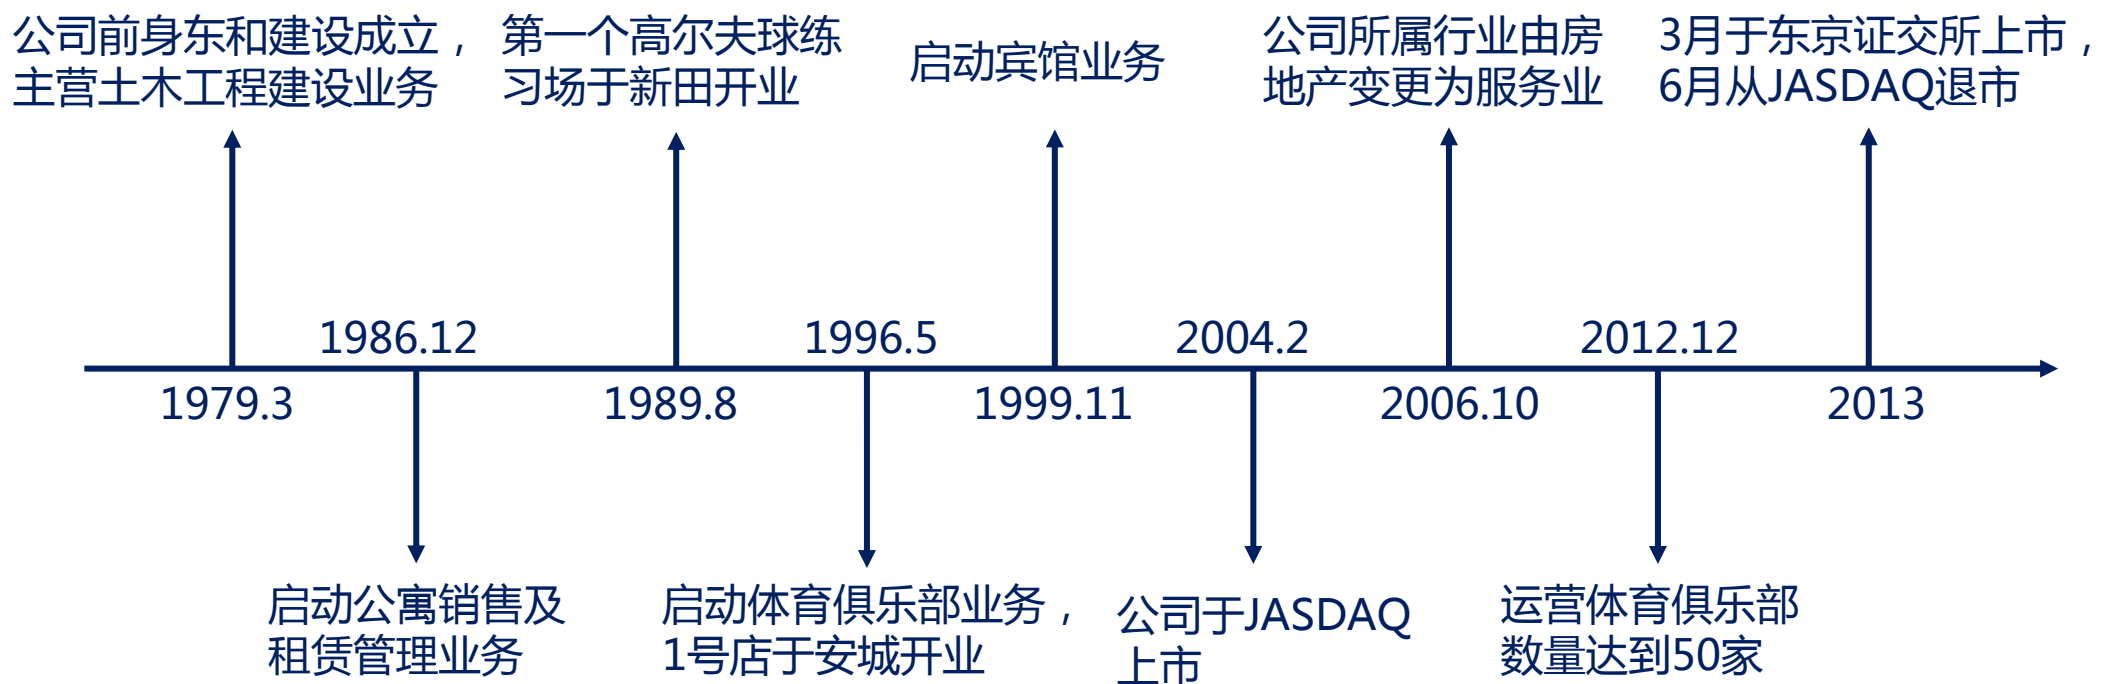 公司前身东和建设成立，
主营土木工程建设业务
第一个高尔夫球练
习场于新田开业
启动宾馆业务
公司所属行业由房
地产变更为服务业
3月于东京证交所上市，
6月从JASDAQ退市
1986.12
1996.5
2004.2
2012.12
1979.3
1989.8
1999.11
2006.10
2013
启动公寓销售及
租赁管理业务
启动体育俱乐部业务，
1号店于安城开业
公司于JASDAQ
上市
运营体育俱乐部
数量达到50家